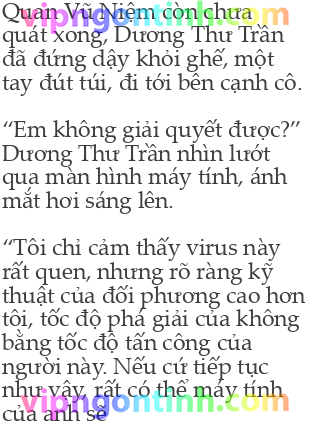 Quan Vũ Niệm còn chưa
quát xong, Dương Thư Trần
đã đứng dậy khỏi ghế, một
tay đút túi, đi tới bên cạnh cô.
“Em không giải quyết được?”
Dương Thư Trần nhìn lướt
qua màn hình máy tính, ánh
mắt hơi sáng lên.
“Tôi chỉ cảm thấy virus này
rất quen, nhưng rõ ràng kỹ
thuật của đối phương cao hơn
tôi, tốc độ phá giải của không
bằng tốc độ tấn công của
người này. Nếu cứ tiếp tục
như vậy, rất có thể máy tính
của anh sẽ
vipngontinh.com
vipngontinh.com